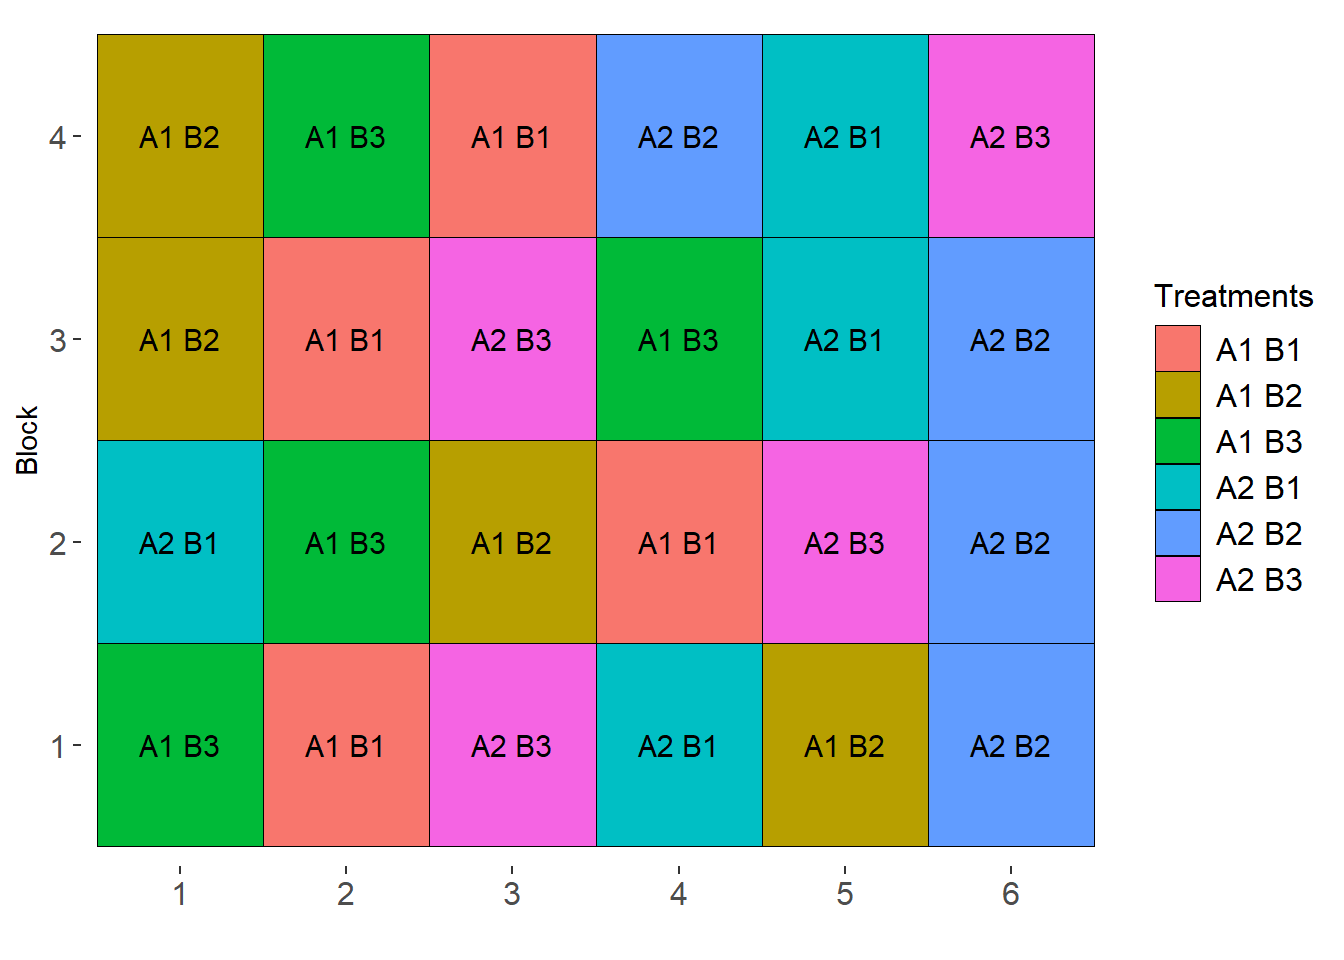 4
A1 B2 A1 B3 A1 B1 A2 B2 A2 B1 A2 B3
3
A1 B2 A1 B1 A2 B3 A1 B3 A2 B1 A2 B2
Block
2
A2 B1 A1 B3 A1 B2 A1 B1 A2 B3 A2 B2
1
A1 B3 A1 B1 A2 B3 A2 B1 A1 B2 A2 B2
1 2 3 4 5 6
Treatments
A1 B1
A1 B2
A1 B3
A2 B1
A2 B2
A2 B3